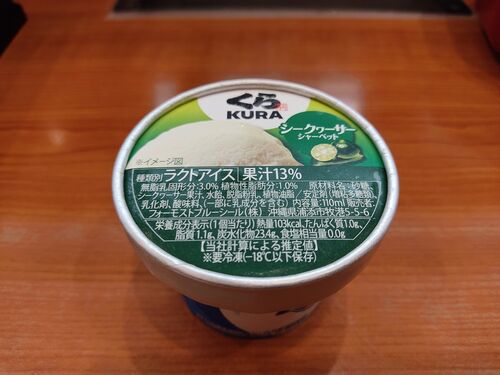 くら
KURA
シークヮーサー
シャーベット
※イメージ図
種類別 ラクトアイス 果汁13%
無脂乳固形分:3.0% 植物性脂肪分:1.0% 原材料名:砂糖、
シークヮーサー果汁、水飴、脱脂粉乳、植物油脂/安定剤(増粘多糖類)、
乳化剤、酸味料、(一部に乳成分を含む) 内容量:110ml 販売者:
フォーモストブルーシール(株) 沖縄県浦添市牧港5-5-6
栄養成分表示(1個当たり) 熱量103kcal、たんぱく質1.0g、
脂質1.1g、炭水化物23.4g、食塩相当量0.0g
【当社計算による推定値】
※要冷凍(−18℃以下保存)